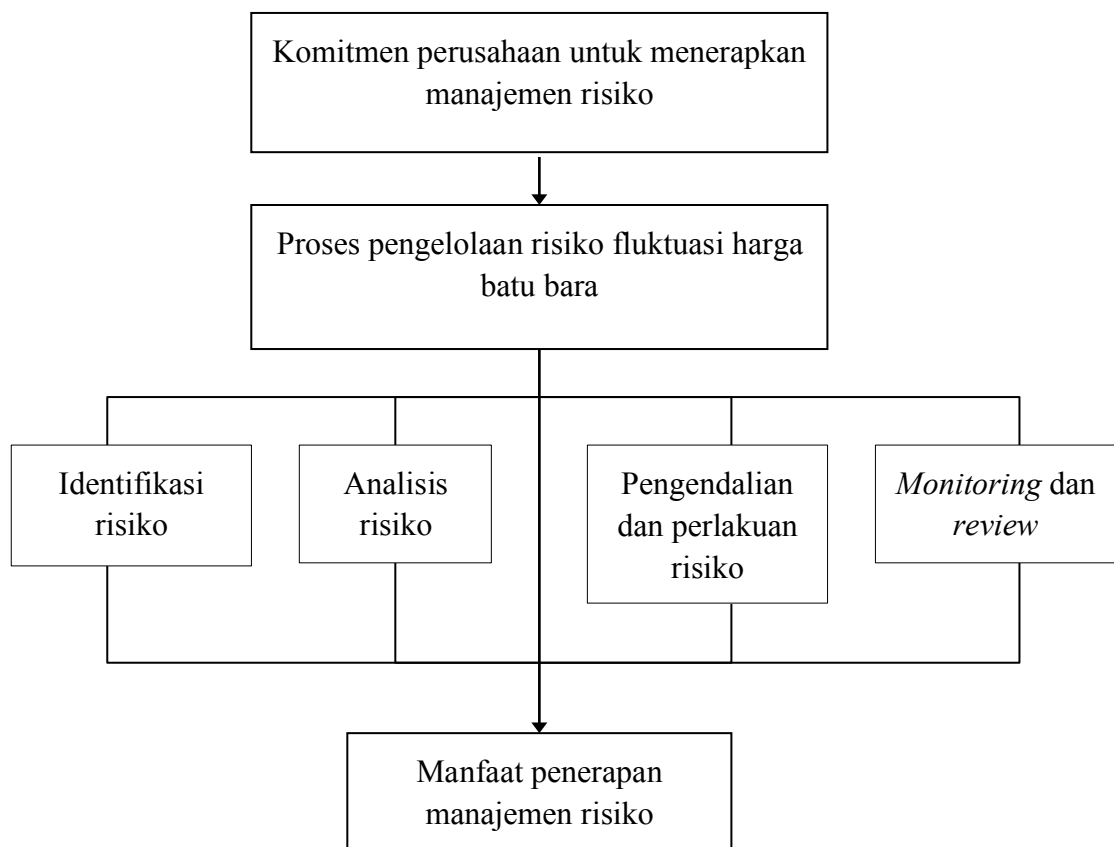 Komitmen perusahaan untuk menerapkan
manajemen risiko
Proses pengelolaan risiko fluktuasi harga
batu bara
Identifikasi
risiko
Analisis
risiko
Pengendalian
dan perlakuan
risiko
Monitoring dan
review
Manfaat penerapan
manajemen risiko